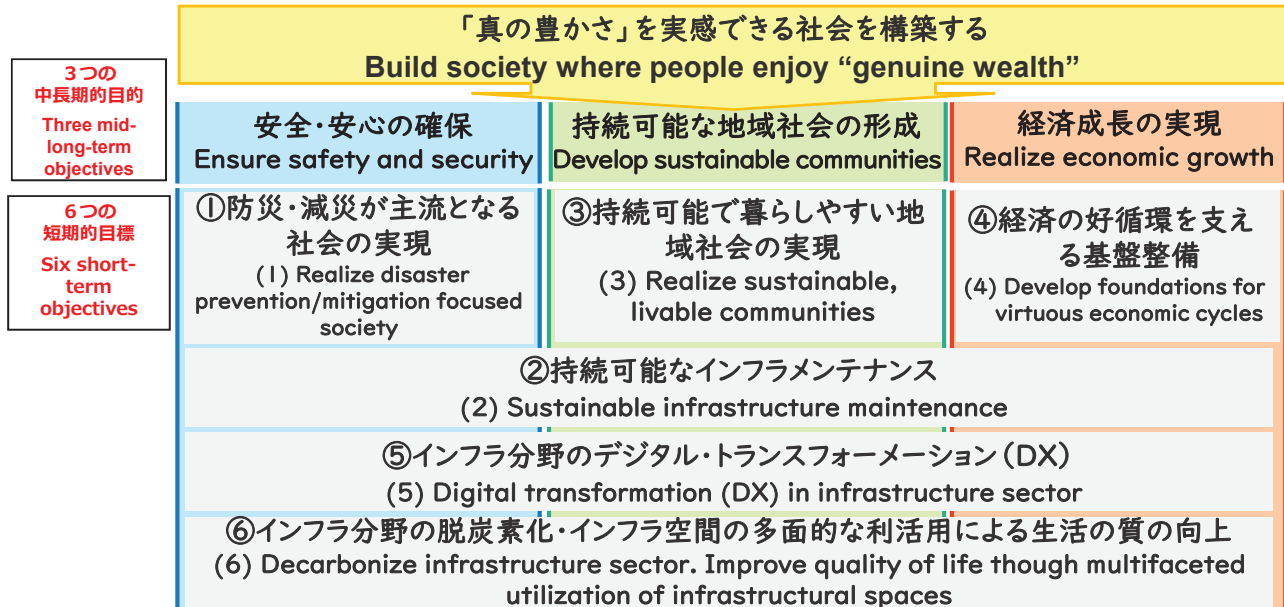 「真の豊かさ」を実感できる社会を構築する
Build society where people enjoy “genuine wealth”
3つの
中長期的目的
Three mid-
long-term
objectives
安全・安心の確保
Ensure safety and security
持続可能な地域社会の形成
Develop sustainable communities
経済成長の実現
Realize economic growth
6つの
短期的目標
Six short-
term
objectives
①防災・減災が主流となる
社会の実現
(1) Realize disaster
prevention/mitigation focused
society
③持続可能で暮らしやすい地
域社会の実現
(3) Realize sustainable,
livable communities
④経済の好循環を支え
る基盤整備
(4) Develop foundations for
virtuous economic cycles
②持続可能なインフラメンテナンス
(2) Sustainable infrastructure maintenance
⑤インフラ分野のデジタル・トランスフォーメーション(DX)
(5) Digital transformation (DX) in infrastructure sector
⑥インフラ分野の脱炭素化・インフラ空間の多面的な利活用による生活の質の向上
(6) Decarbonize infrastructure sector. Improve quality of life though multifaceted
utilization of infrastructural spaces